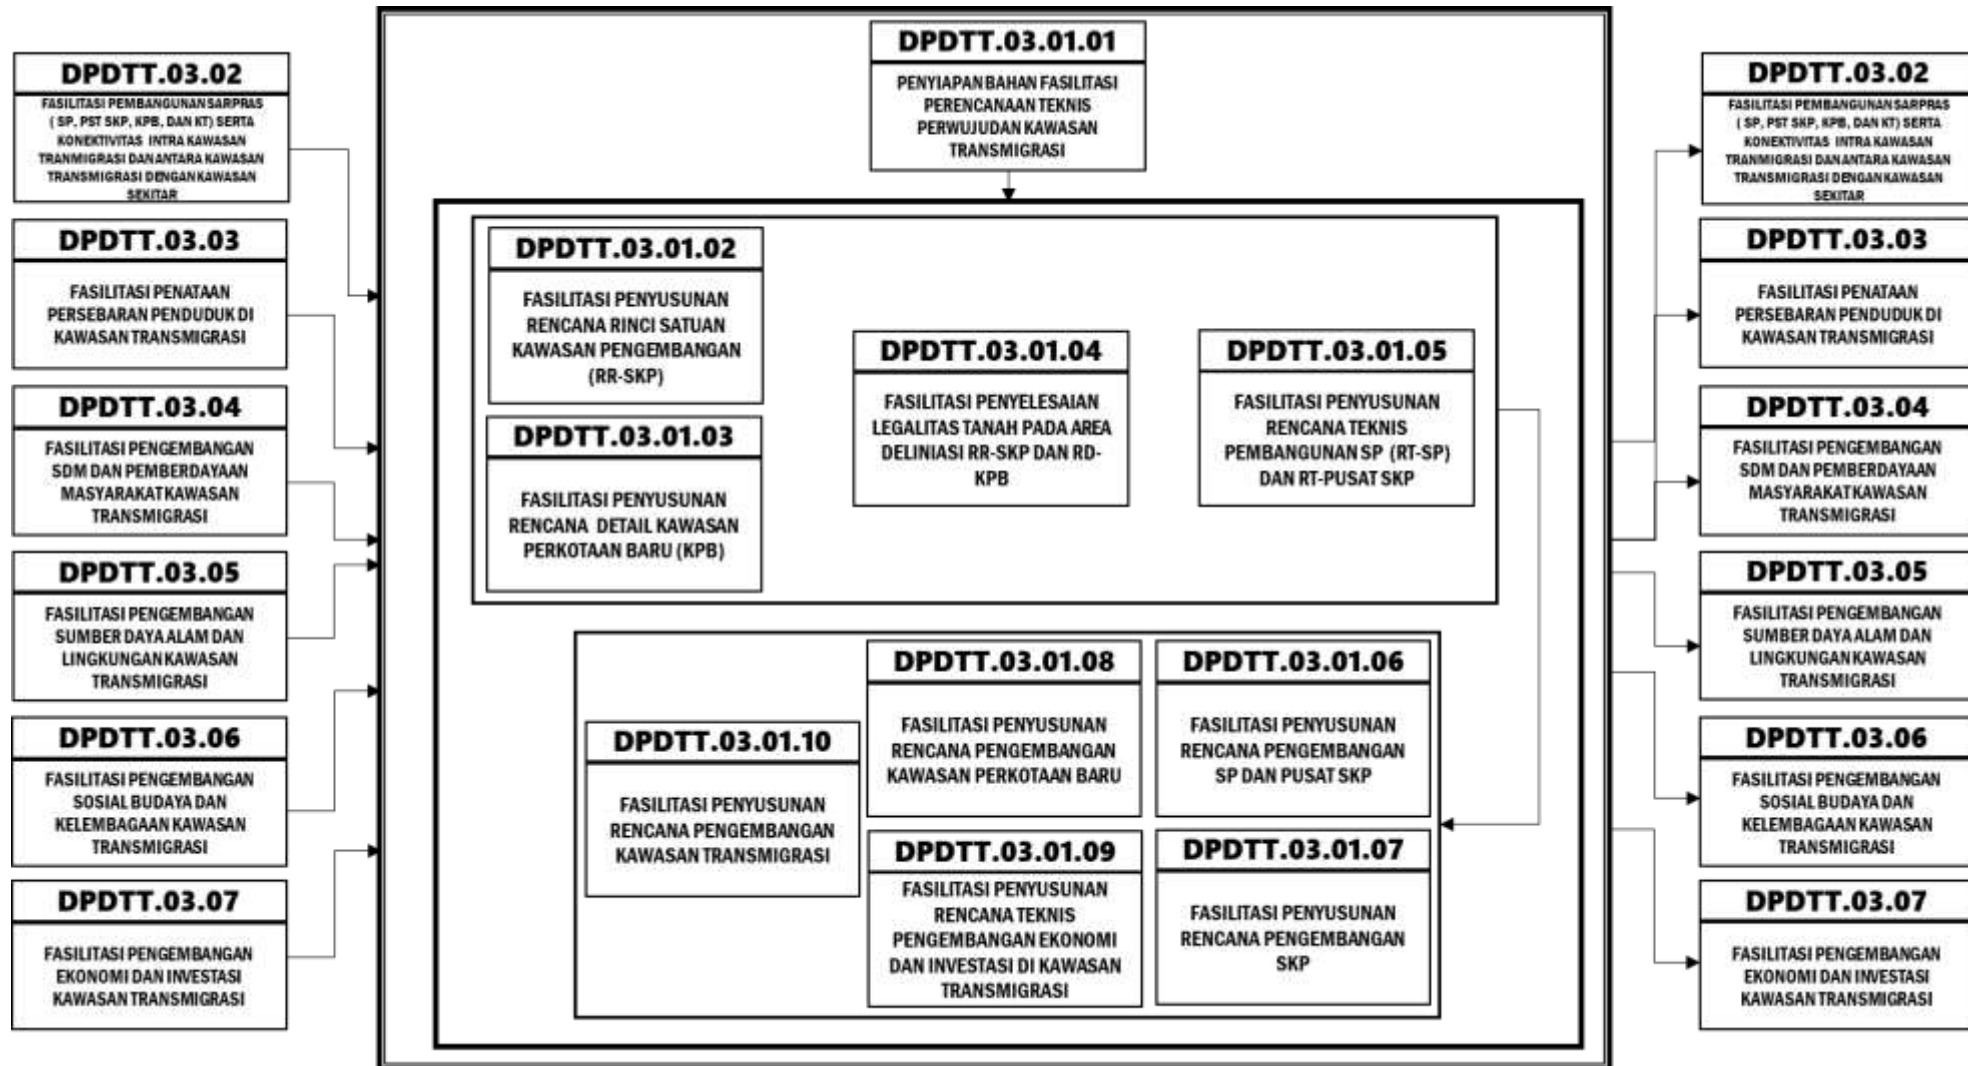 DPDTT.03.02
FASILITASI PEMBANGUNAN SARPRAS
( SP, PST SKP, KPB, DAN KT) SERTA
KONEKTIVITAS INTRA KAWASAN
TRANMIGRASI DAN ANTARA KAWASAN
TRANSMIGRASI DENGAN KAWASAN
SEKITAR
DPDTT.03.03
FASILITASI PENATAAN
PERSEBARAN PENDUDUK DI
KAWASAN TRANSMIGRASI
DPDTT.03.04
FASILITASI PENGEMBANGAN
SDM DAN PEMBERDAYAAN
MASYARAKAT KAWASAN
TRANSMIGRASI
DPDTT.03.05
FASILITASI PENGEMBANGAN
SUMBER DAYA ALAM DAN
LINGKUNGAN KAWASAN
TRANSMIGRASI
DPDTT.03.06
FASILITASI PENGEMBANGAN
SOSIAL BUDAYA DAN
KELEMBAGAAN KAWASAN
TRANSMIGRASI
DPDTT.03.07
FASILITASI PENGEMBANGAN
EKONOMI DAN INVESTASI
KAWASAN TRANSMIGRASI
DPDTT.03.01.01
PENYIAPAN BAHAN FASILITASI
PERENCANAAN TEKNIS
PERWUJUDAN KAWASAN
TRANSMIGRASI
DPDTT.03.01.02
FASILITASI PENYUSUNAN
RENCANA RINCI SATUAN
KAWASAN PENGEMBANGAN
(RR-SKP)
DPDTT.03.01.03
FASILITASI PENYUSUNAN
RENCANA DETAIL KAWASAN
PERKOTAAN BARU (KPB)
DPDTT.03.01.04
FASILITASI PENYELESAIAN
LEGALITAS TANAH PADA AREA
DELINIASI RR-SKP DAN RD-
KPB
DPDTT.03.01.05
FASILITASI PENYUSUNAN
RENCANA TEKNIS
PEMBANGUNAN SP (RT-SP)
DAN RT-PUSAT SKP
DPDTT.03.01.10
FASILITASI PENYUSUNAN
RENCANA PENGEMBANGAN
KAWASAN TRANSMIGRASI
DPDTT.03.01.08
FASILITASI PENYUSUNAN
RENCANA PENGEMBANGAN
KAWASAN PERKOTAAN BARU
DPDTT.03.01.06
FASILITASI PENYUSUNAN
RENCANA PENGEMBANGAN
SP DAN PUSAT SKP
DPDTT.03.01.09
FASILITASI PENYUSUNAN
RENCANA TEKNIS
PENGEMBANGAN EKONOMI
DAN INVESTASI DI KAWASAN
TRANSMIGRASI
DPDTT.03.01.07
FASILITASI PENYUSUNAN
RENCANA PENGEMBANGAN
SKP
DPDTT.03.02
FASILITASI PEMBANGUNAN SARPRAS
( SP, PST SKP, KPB, DAN KT) SERTA
KONEKTIVITAS INTRA KAWASAN
TRANMIGRASI DAN ANTARA KAWASAN
TRANSMIGRASI DENGAN KAWASAN
SEKITAR
DPDTT.03.03
FASILITASI PENATAAN
PERSEBARAN PENDUDUK DI
KAWASAN TRANSMIGRASI
DPDTT.03.04
FASILITASI PENGEMBANGAN
SDM DAN PEMBERDAYAAN
MASYARAKAT KAWASAN
TRANSMIGRASI
DPDTT.03.05
FASILITASI PENGEMBANGAN
SUMBER DAYA ALAM DAN
LINGKUNGAN KAWASAN
TRANSMIGRASI
DPDTT.03.06
FASILITASI PENGEMBANGAN
SOSIAL BUDAYA DAN
KELEMBAGAAN KAWASAN
TRANSMIGRASI
DPDTT.03.07
FASILITASI PENGEMBANGAN
EKONOMI DAN INVESTASI
KAWASAN TRANSMIGRASI